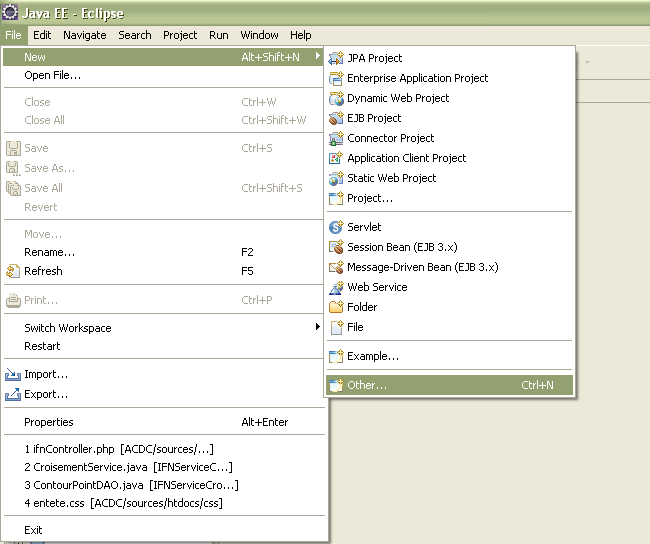 Java EE - Eclipse
File Edit Navigate Search Project Run Window Help
New Alt+Shift+N
Open File...
Close Ctrl+W
Close All Ctrl+Shift+W
Save Ctrl+S
Save As...
Save All Ctrl+Shift+S
Revert
Move...
Rename... F2
Refresh F5
Print... Ctrl+P
Switch Workspace
Restart
Import...
Export...
Properties Alt+Enter
1 ifnController.php [ACDC/sources/...]
2 CroisementService.java [IFNServiceC...]
3 ContourPointDAO.java [IFNServiceCro...]
4 entete.css [ACDC/sources/htdocs/css]
Exit
JPA Project
Enterprise Application Project
Dynamic Web Project
EJB Project
Connector Project
Application Client Project
Static Web Project
Project...
Servlet
Session Bean (EJB 3.x)
Message-Driven Bean (EJB 3.x)
Web Service
Folder
File
Example...
Other... Ctrl+N